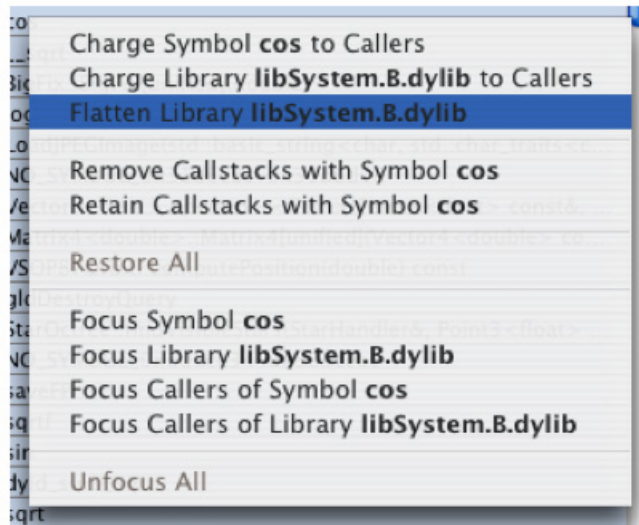 cos
Charge Symbol cos to Callers
Charge Library libSystem.B.dylib to Callers
Flatten Library libSystem.B.dylib
Remove Callstacks with Symbol cos
Retain Callstacks with Symbol cos
Restore All
Focus Symbol cos
Focus Library libSystem.B.dylib
Focus Callers of Symbol cos
Focus Callers of Library libSystem.B.dylib
Unfocus All
sqrt